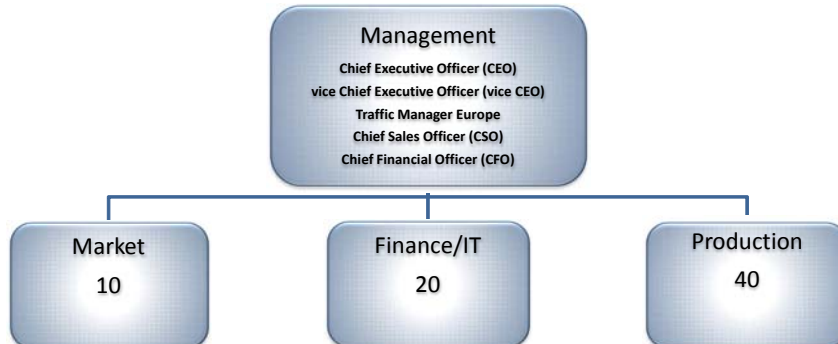 Management
Chief Executive Officer (CEO)
vice Chief Executive Officer (vice CEO)
Traffic Manager Europe
Chief Sales Officer (CSO)
Chief Financial Officer (CFO)
Market
10
Finance/IT
20
Production
40